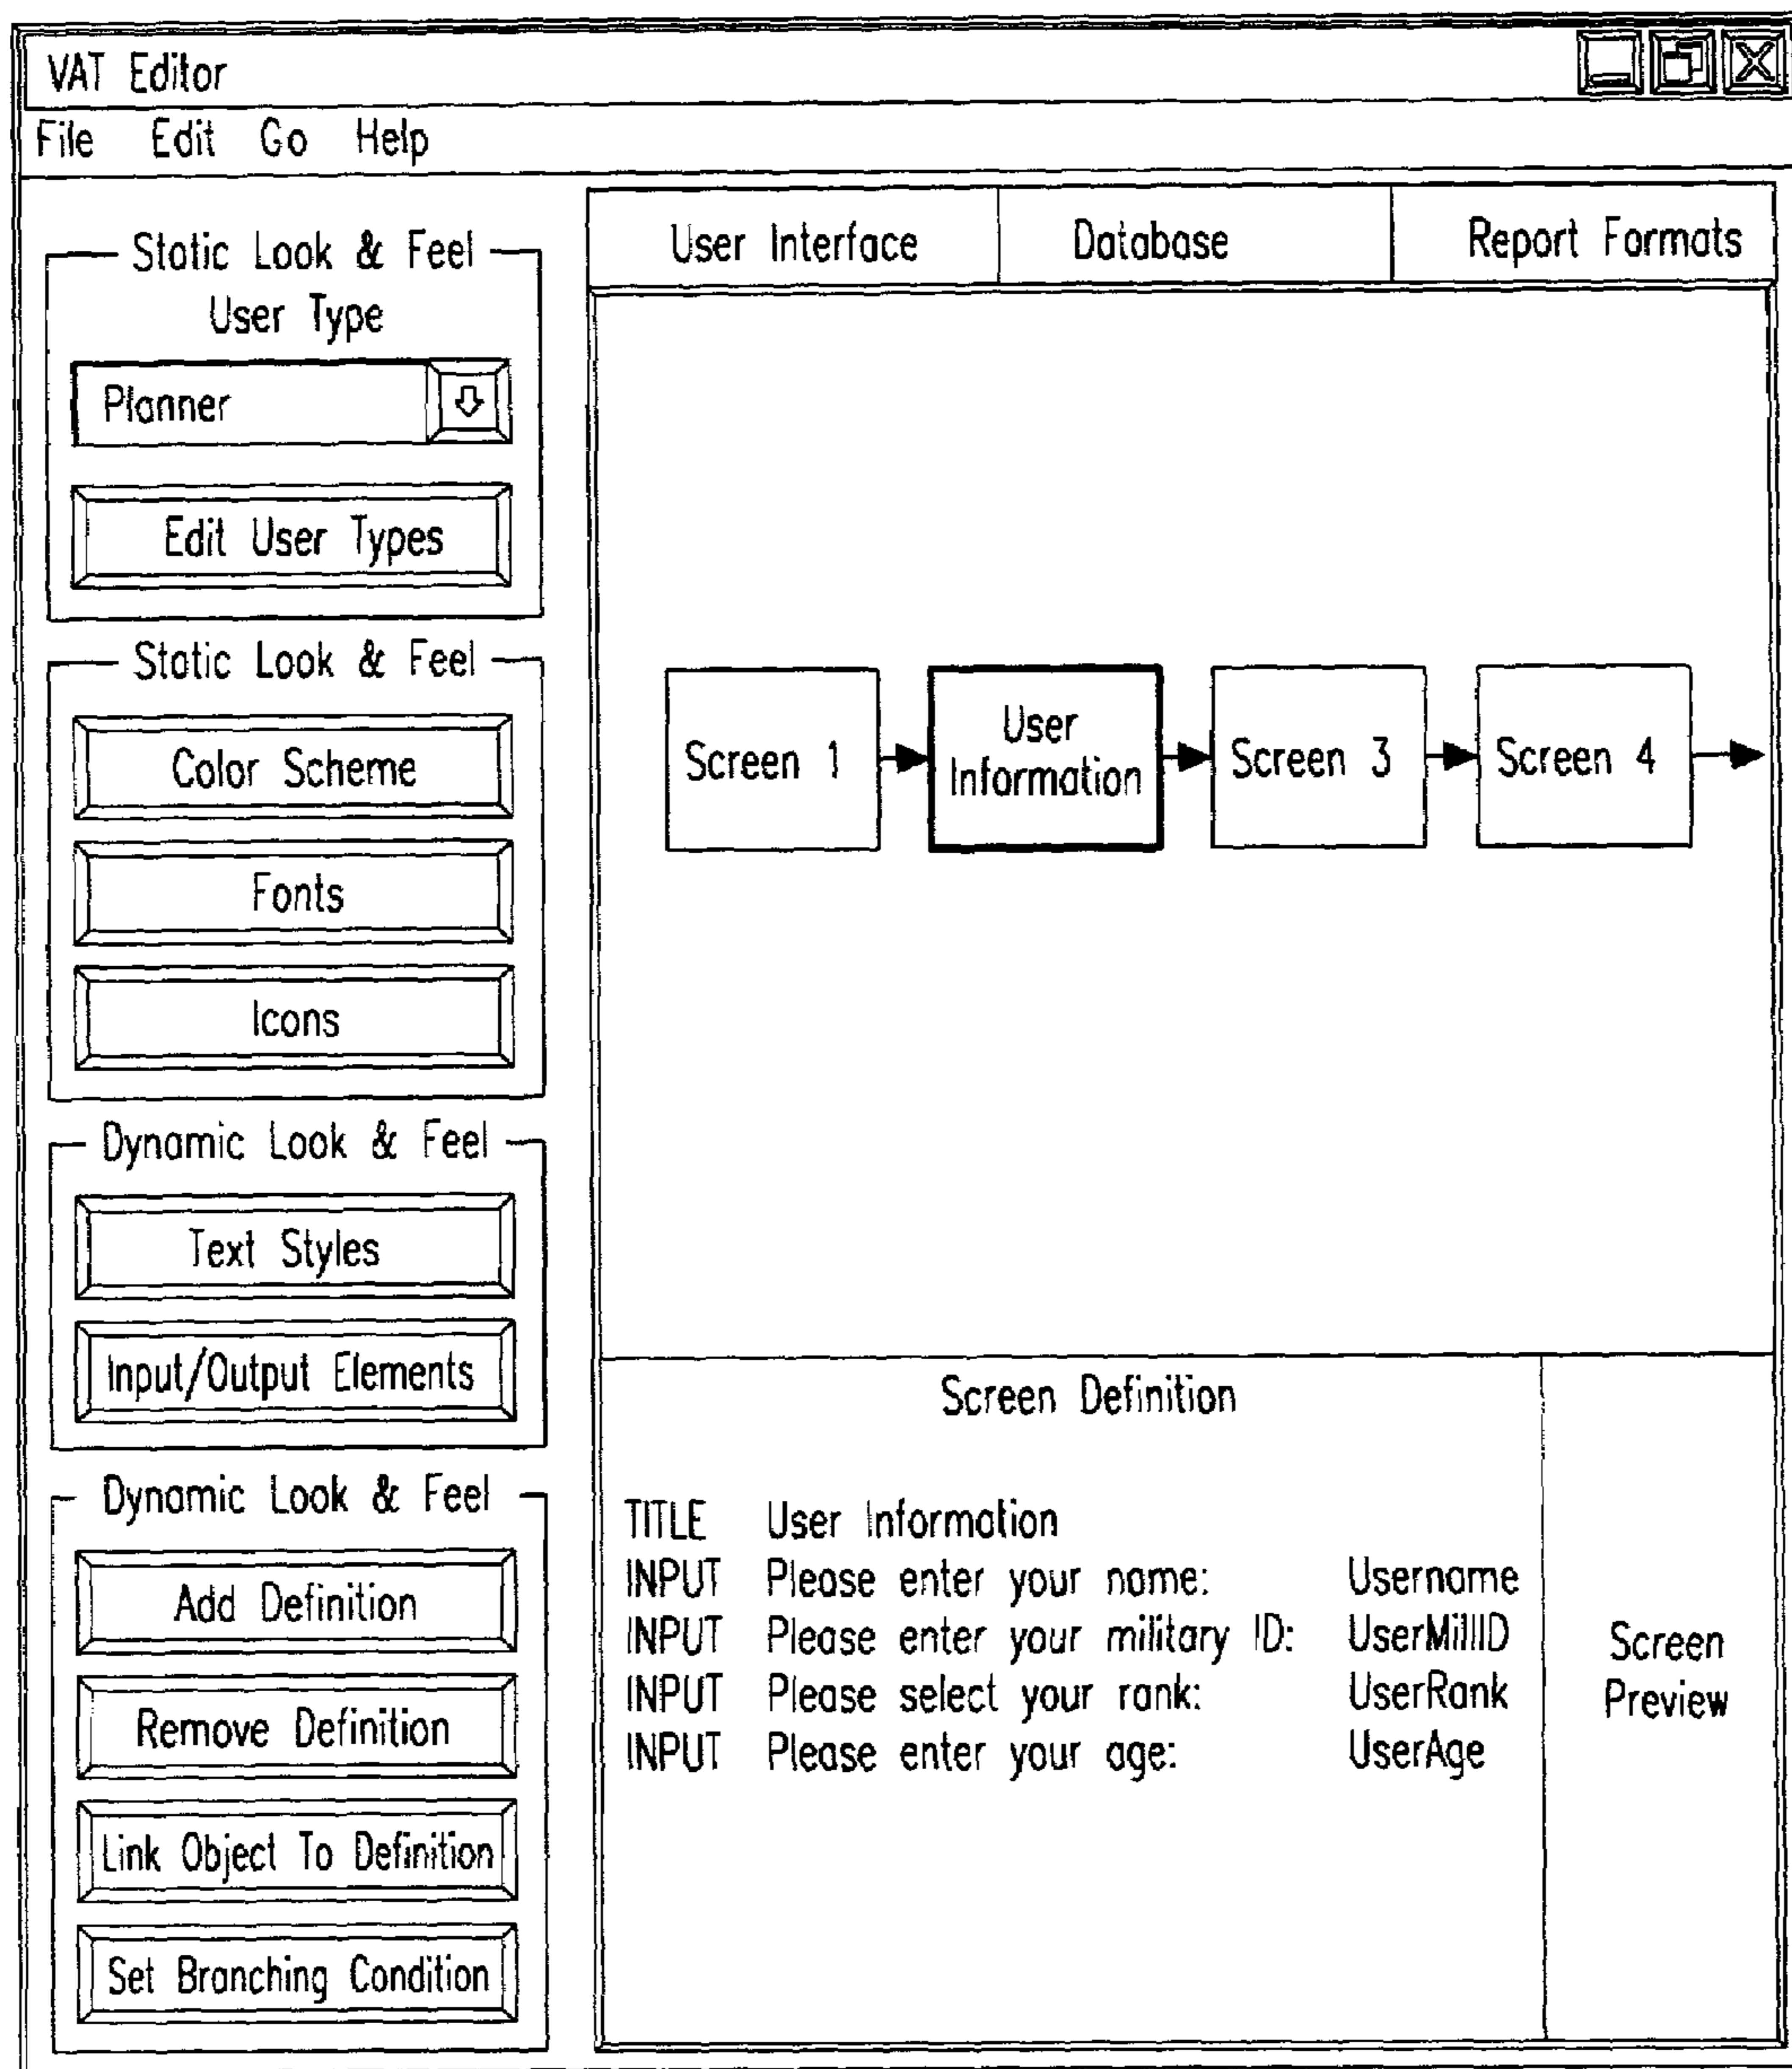 VAT Editor
File Edit Go Help
Static Look & Feel
User Type
Planner
Edit User Types
Static Look & Feel
Color Scheme
Fonts
Icons
Dynamic Look & Feel
Text Styles
Input/Output Elements
Dynamic Look & Feel
Add Definition
Remove Definition
Link Object To Definition
Set Branching Condition
User Interface Database Report Formats
Screen 1
User
Information
Screen 3
Screen 4
Screen Definition
TITLE User Information
INPUT Please enter your name: Username
INPUT Please enter your military ID: UserMillID
INPUT Please select your rank: UserRank
INPUT Please enter your age: UserAge
Screen
Preview